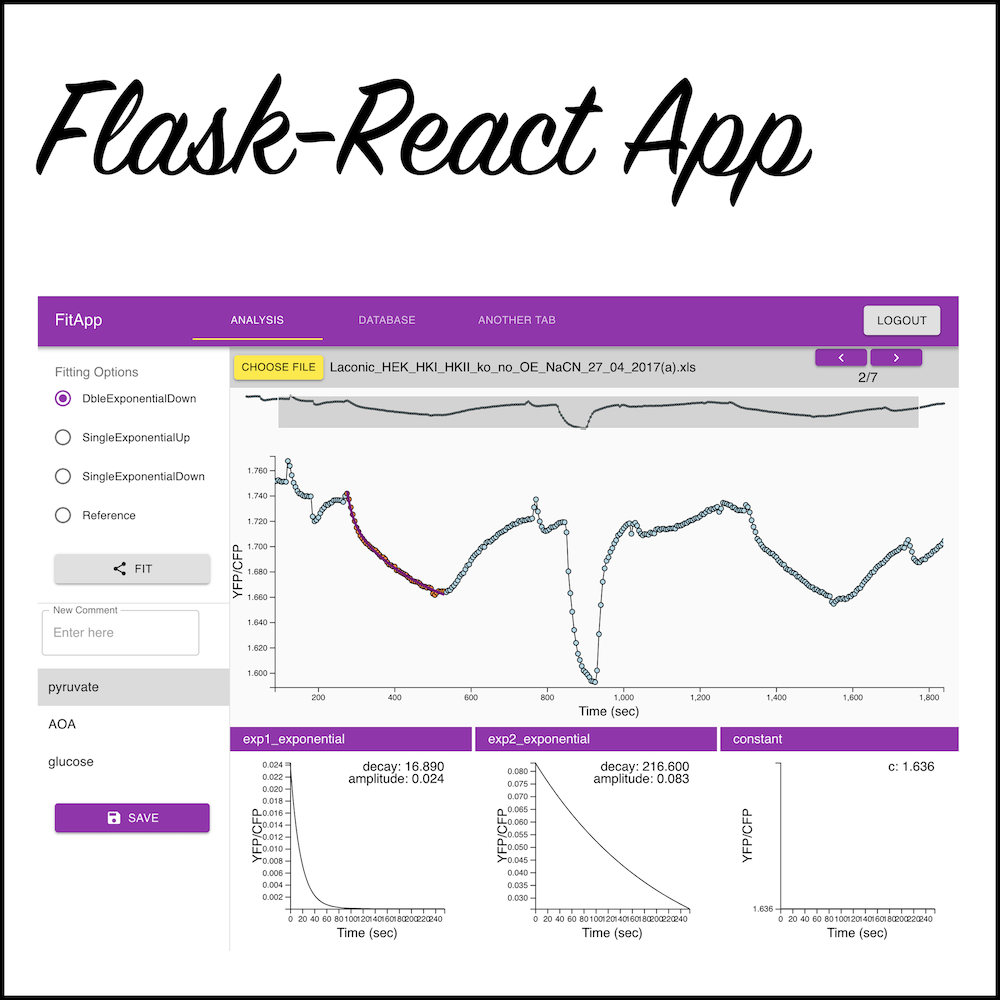 Flask-React App
FitApp
ANALYSIS
DATABASE
ANOTHER TAB
LOGOUT
Fitting Options
CHOOSE FILE
Laconic_HEK_HKI_HKII_ko_no_OE_NaCN_27_04_2017(a).xls
2/7
DbleExponentialDown
SingleExponentialUp
SingleExponentialDown
Reference
FIT
New Comment
Enter here
pyruvate
AOA
glucose
SAVE
YFP/CFP
1.760
1.740
1.720
1.700
1.680
1.660
1.640
1.620
1.600
200 400 600 800 1,000 1,200 1,400 1,600 1,800
Time (sec)
exp1_exponential
decay: 16.890
amplitude: 0.024
YFP/CFP
0.024
0.022
0.020
0.018
0.016
0.014
0.012
0.010
0.008
0.006
0.004
0.002
0 20 40 60 80 100 120 140 160 180 200 220 240
Time (sec)
exp2_exponential
decay: 216.600
amplitude: 0.083
YFP/CFP
0.080
0.075
0.070
0.065
0.060
0.055
0.050
0.045
0.040
0.035
0.030
0 20 40 60 80 100 120 140 160 180 200 220 240
Time (sec)
constant
c: 1.636
YFP/CFP
1.636
0 20 40 60 80 100 120 140 160 180 200 220 240
Time (sec)